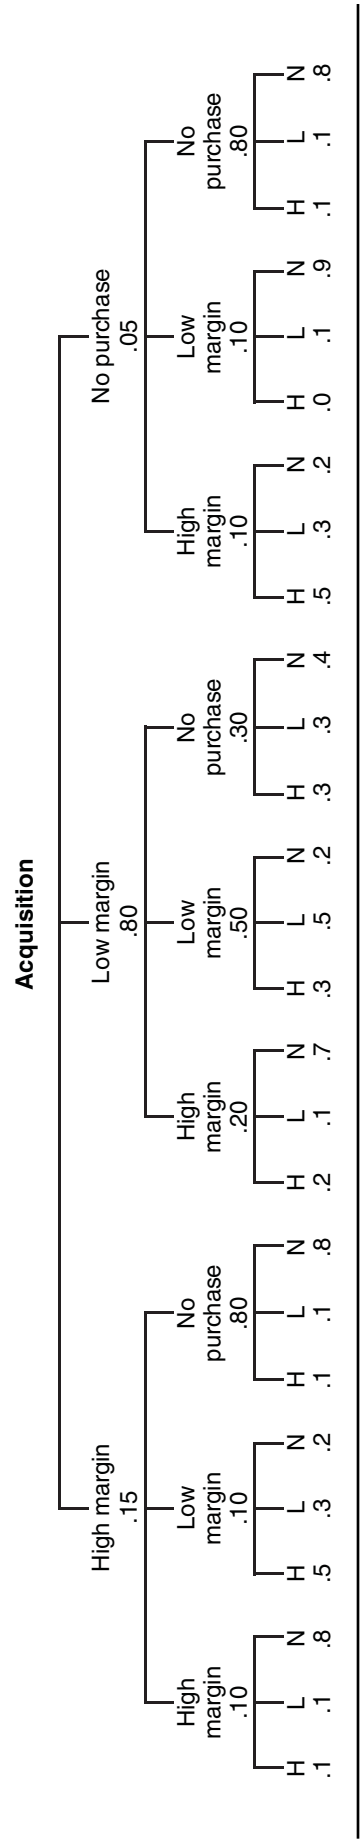 Acquisition
High margin
.15
Low margin
.80
No purchase
.05
High
margin
.10
Low
margin
.10
No
purchase
.80
High
margin
.20
Low
margin
.50
No
purchase
.30
High
margin
.10
Low
margin
.10
No
purchase
.80
H L N H L N H L N H L N H L N H L N H L N H L N H L N
.1 .1 .8 .5 .3 .2 .1 .1 .8 .2 .1 .7 .3 .5 .2 .3 .3 .4 .5 .3 .2 .0 .1 .9 .1 .1 .8